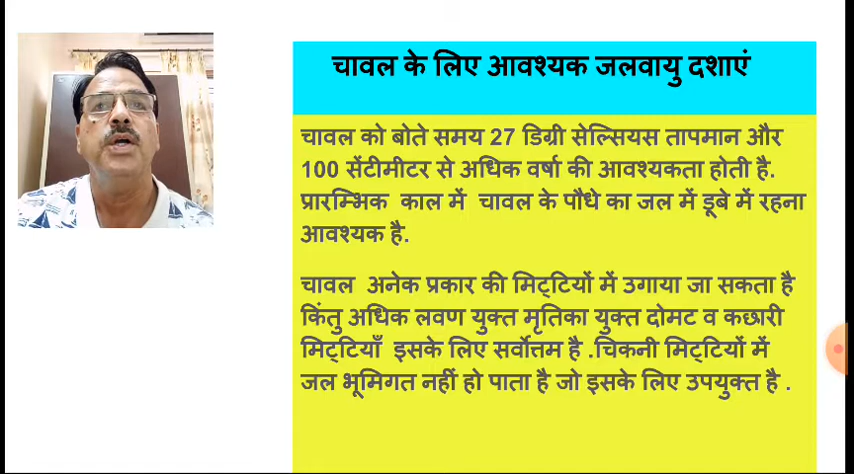 चावल के लिए आवश्यक जलवायु दशाएं
चावल को बोते समय 27 डिग्री सेल्सियस तापमान और
100 सेंटीमीटर से अधिक वर्षा की आवश्यकता होती है.
प्रारम्भिक काल में चावल के पौधे का जल में डूबे में रहना
आवश्यक है.
चावल अनेक प्रकार की मिट्टियों में उगाया जा सकता है
किंतु अधिक लवण युक्त मृतिका युक्त दोमट व कछारी
मिट्टियाँ इसके लिए सर्वोत्तम है .चिकनी मिट्टियों में
जल भूमिगत नहीं हो पाता है जो इसके लिए उपयुक्त है .